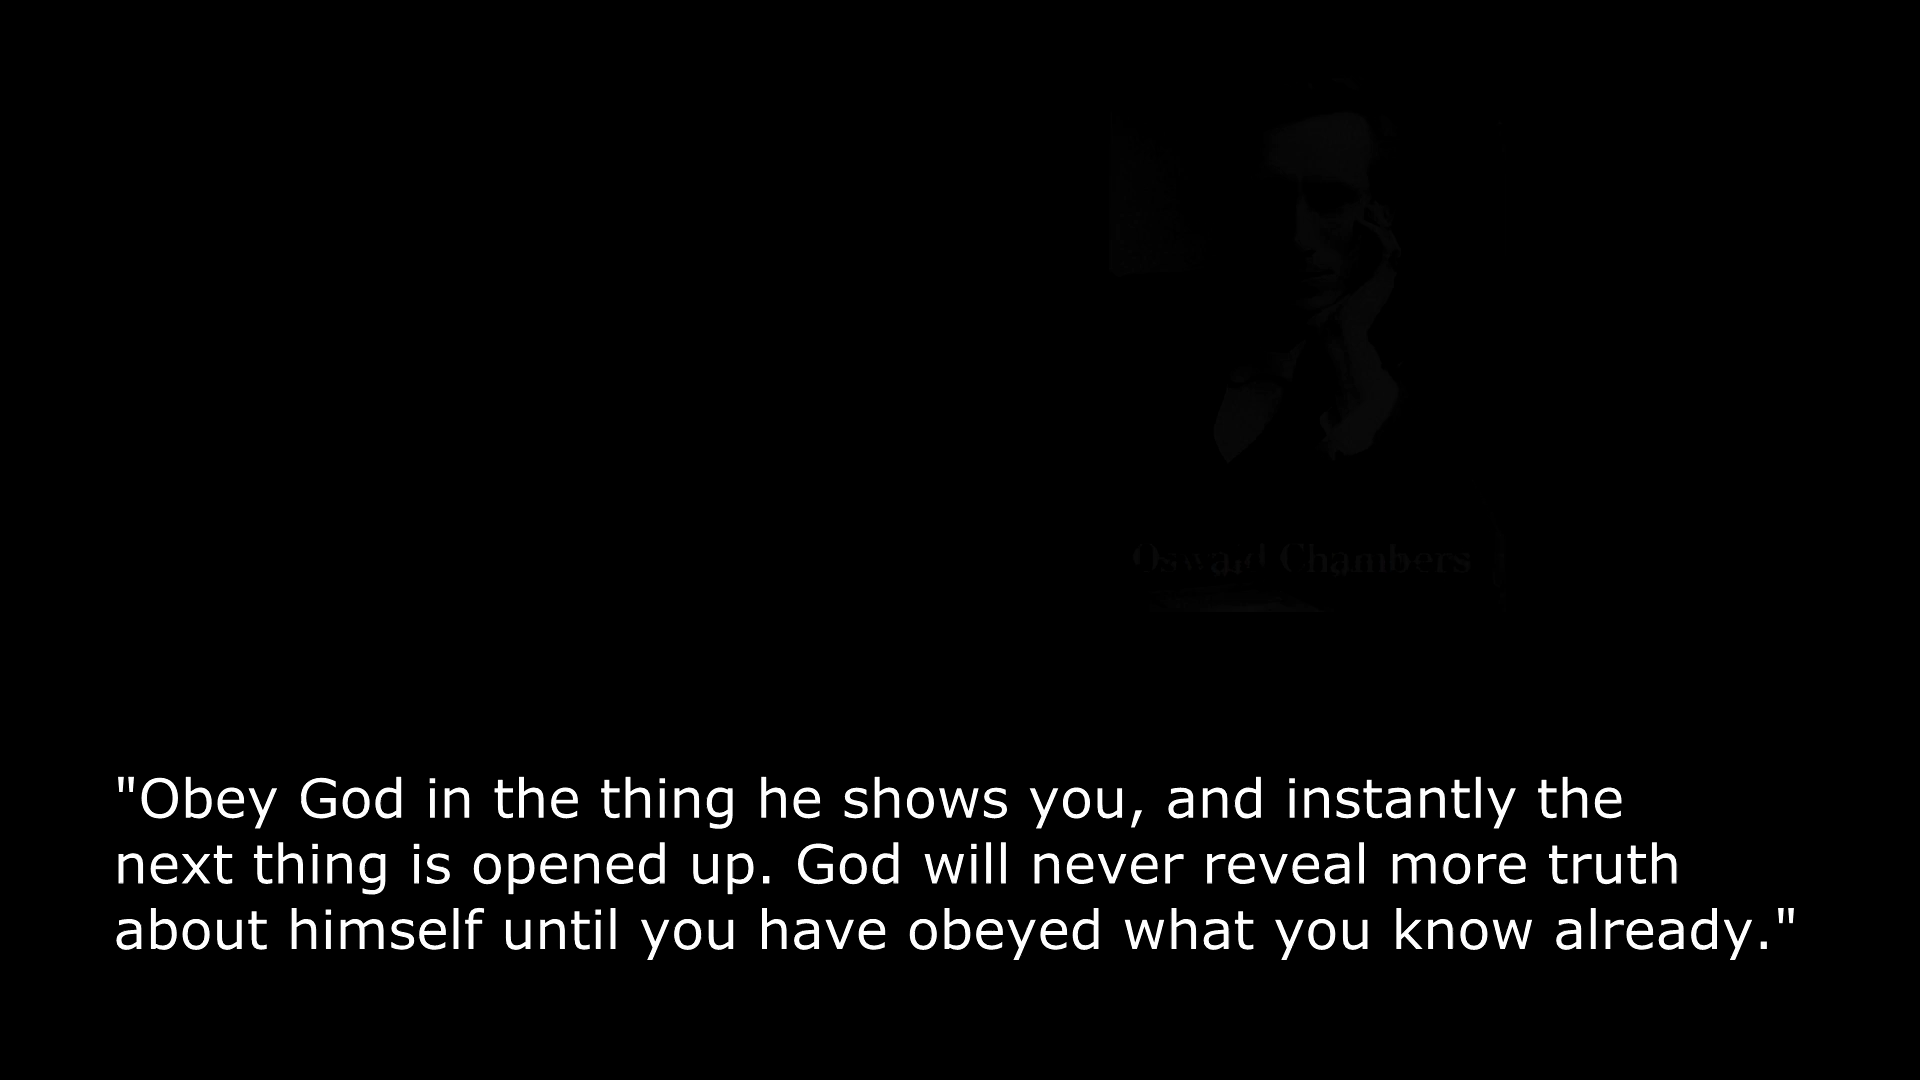 Oswald Chambers
"Obey God in the thing he shows you, and instantly the
next thing is opened up. God will never reveal more truth
about himself until you have obeyed what you know already."